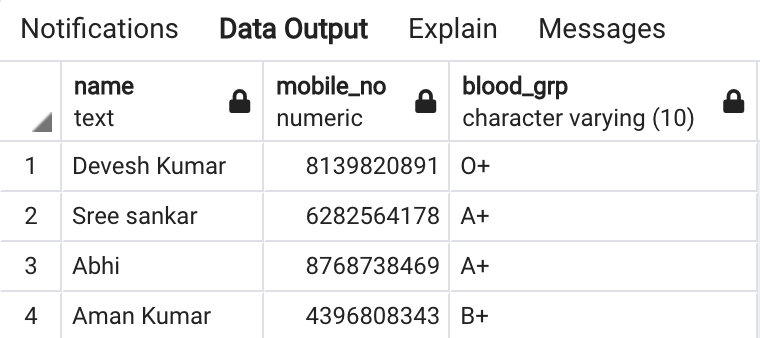 Notifications Data Output Explain Messages
name mobile_no blood_grp
text numeric character varying (10)
1 Devesh Kumar 8139820891 O+
2 Sree sankar 6282564178 A+
3 Abhi 8768738469 A+
4 Aman Kumar 4396808343 B+